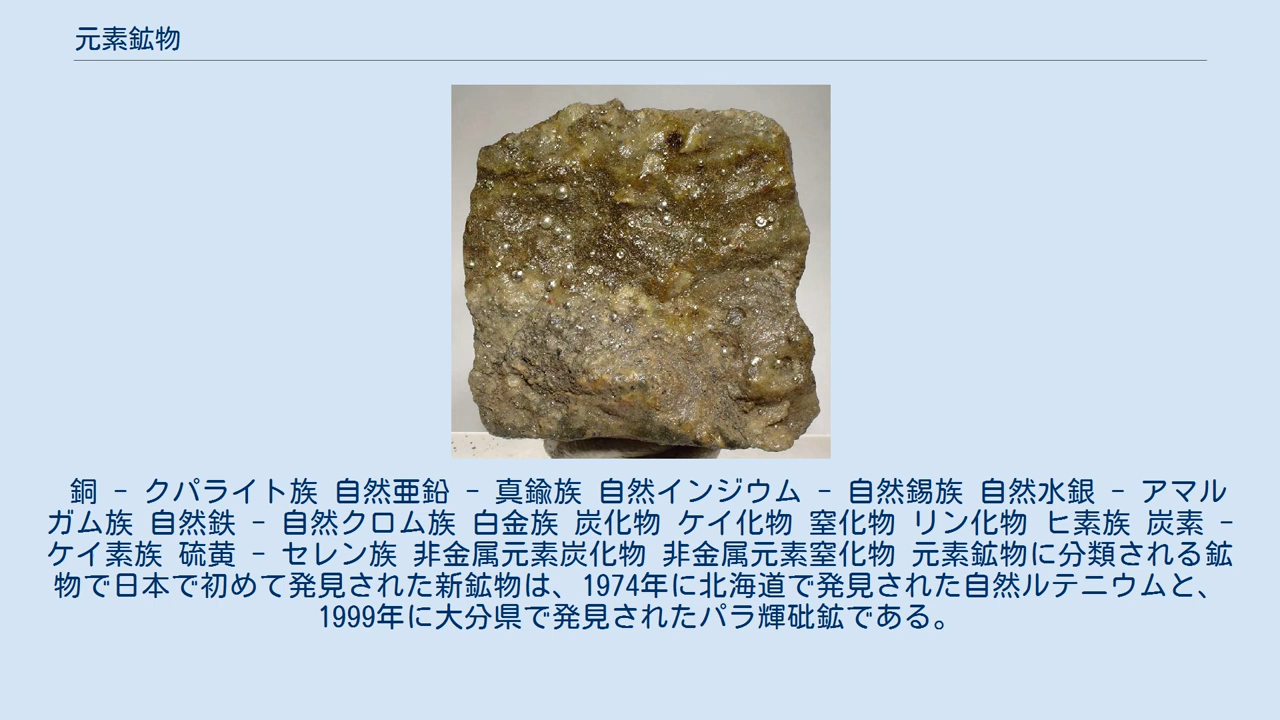 元素鉱物
銅 - クパライト族 自然亜鉛 - 真鍮族 自然インジウム - 自然錫族 自然水銀 - アマル
ガム族 自然鉄 - 自然クロム族 白金族 炭化物 ケイ化物 窒化物 リン化物 ヒ素族 炭素 -
ケイ素族 硫黄 - セレン族 非金属元素炭化物 非金属元素窒化物 元素鉱物に分類される鉱
物で日本で初めて発見された新鉱物は、1974年に北海道で発見された自然ルテニウムと、
1999年に大分県で発見されたパラ輝砒鉱である。